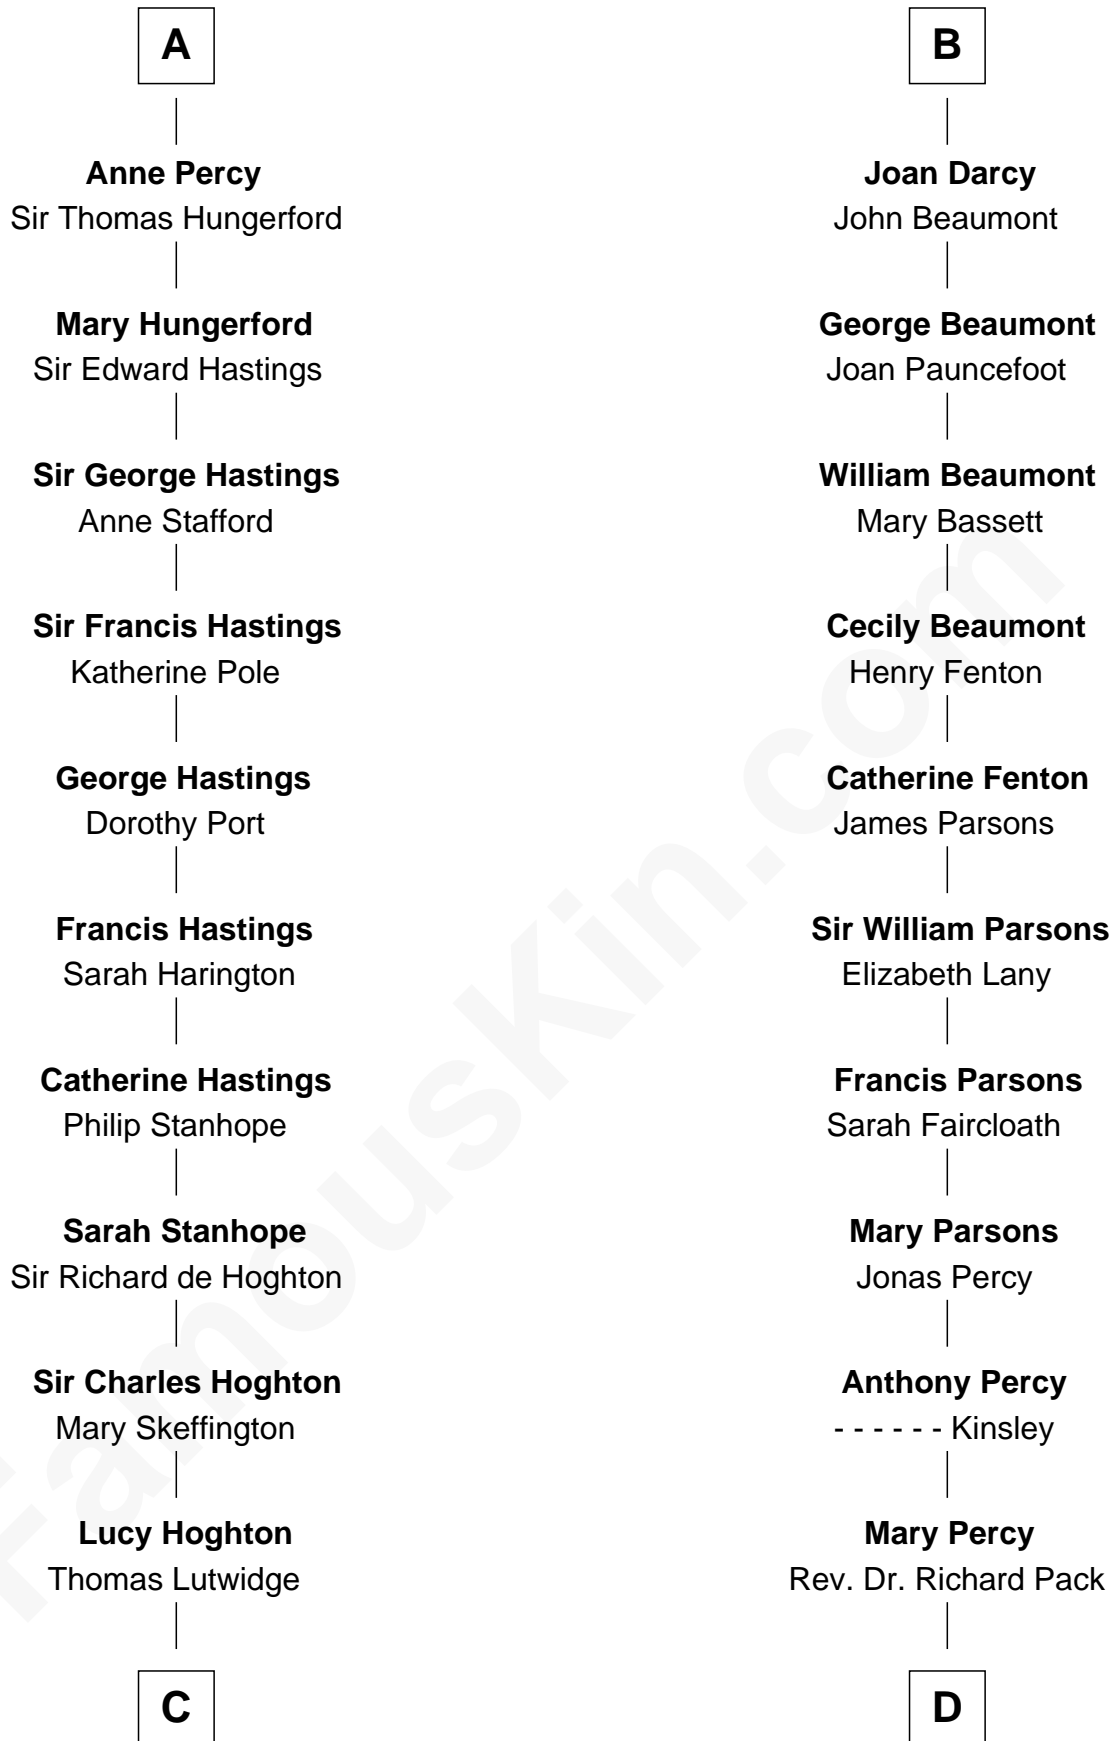 A
Anne Percy
Sir Thomas Hungerford
Mary Hungerford
Sir Edward Hastings
Sir George Hastings
Anne Stafford
Sir Francis Hastings
Katherine Pole
George Hastings
Dorothy Port
Francis Hastings
Sarah Harington
Catherine Hastings
Philip Stanhope
Sarah Stanhope
Sir Richard de Hoghton
Sir Charles Hoghton
Mary Skeffington
Lucy Hoghton
Thomas Lutwidge
C
B
Joan Darcy
John Beaumont
George Beaumont
Joan Pauncefoot
William Beaumont
Mary Bassett
Cecily Beaumont
Henry Fenton
Catherine Fenton
James Parsons
Sir William Parsons
Elizabeth Lany
Francis Parsons
Sarah Faircloath
Mary Parsons
Jonas Percy
Anthony Percy
- - - - - - Kinsley
Mary Percy
Rev. Dr. Richard Pack
D
FamousKin.com